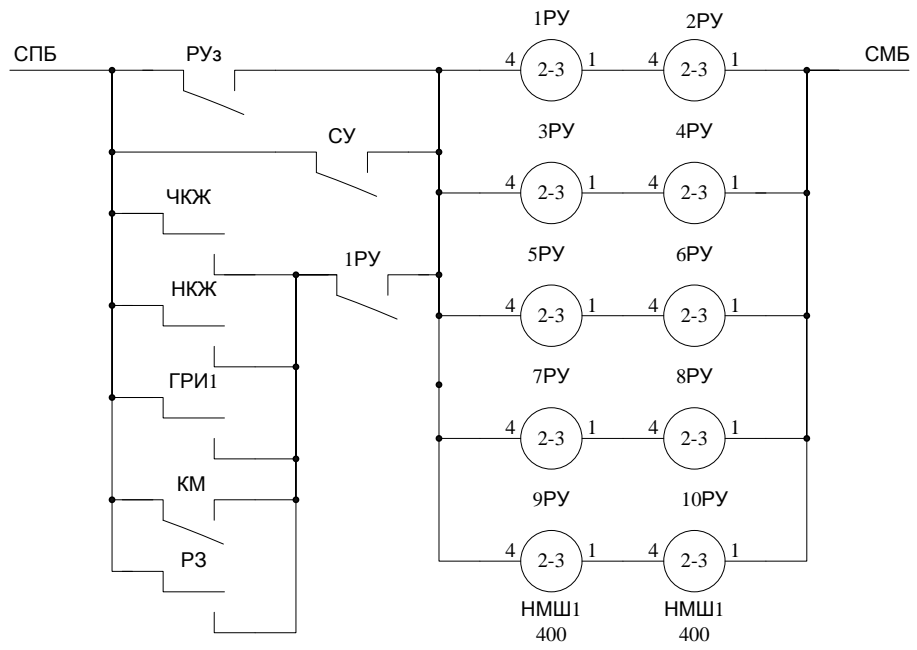 1РУ 2РУ
СПБ РУз 4 2-3 1 4 2-3 1 СМБ
СУ 3РУ 4РУ
4 2-3 1 4 2-3 1
ЧКЖ
1РУ 5РУ 6РУ
НКЖ 4 2-3 1 4 2-3 1
ГРИ1 7РУ 8РУ
4 2-3 1 4 2-3 1
КМ 9РУ 10РУ
РЗ 4 2-3 1 4 2-3 1
НМШ1 НМШ1
400 400